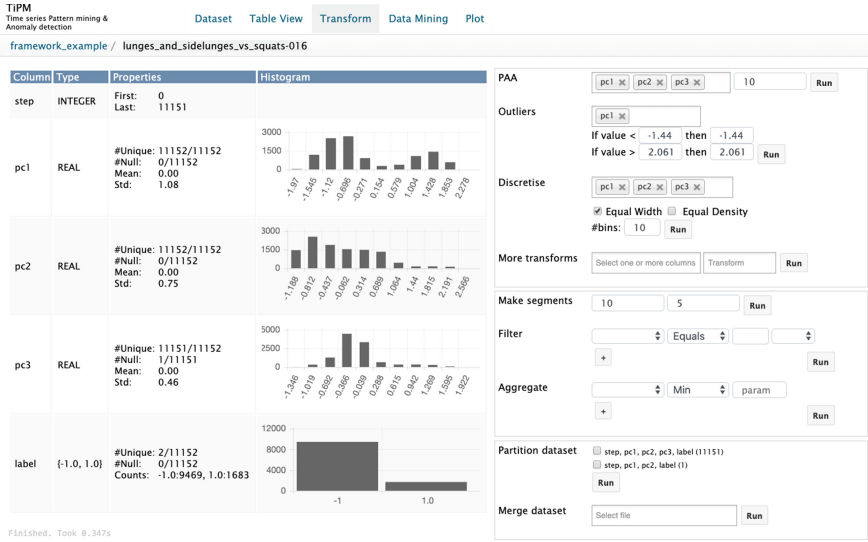 TiPM
Time series Pattern mining &
Anomaly detection
Dataset Table View Transform Data Mining Plot
framework_example / lunges_and_sidelunges_vs_squats-016
Column Type Properties Histogram
step INTEGER
First: 0
Last: 11151
pc1 REAL
#Unique: 11152/11152
#Null: 0/11152
Mean: 0.00
Std: 1.08
3000
1500
0
-1.97 -1.545 -1.12 -0.696 -0.271 0.154 0.579 1.004 1.428 1.853 2.278
pc2 REAL
#Unique: 11152/11152
#Null: 0/11152
Mean: 0.00
Std: 0.75
3000
1500
0
-1.188 -0.812 -0.437 -0.062 0.314 0.689 1.064 1.44 1.815 2.191 2.566
pc3 REAL
#Unique: 11151/11152
#Null: 1/11151
Mean: 0.00
Std: 0.46
5000
2500
0
-1.346 -1.019 -0.692 -0.366 -0.039 0.288 0.615 0.942 1.269 1.595 1.922
label {-1.0, 1.0}
#Unique: 2/11152
#Null: 0/11152
Counts: -1.0:9469, 1.0:1683
12000
8000
4000
0
-1 1.0
Finished. Took 0.347s
PAA pc1 × pc2 × pc3 × 10 Run
Outliers pc1 ×
If value < -1.44 then -1.44
If value > 2.061 then 2.061 Run
Discretise pc1 × pc2 × pc3 ×
Equal Width Equal Density
#bins: 10 Run
More transforms Select one or more columns Transform Run
Make segments 10 5 Run
Filter Equals
+ Run
Aggregate Min param
+ Run
Partition dataset step, pc1, pc2, pc3, label (11151)
step, pc1, pc2, label (1)
Run
Merge dataset Select file Run